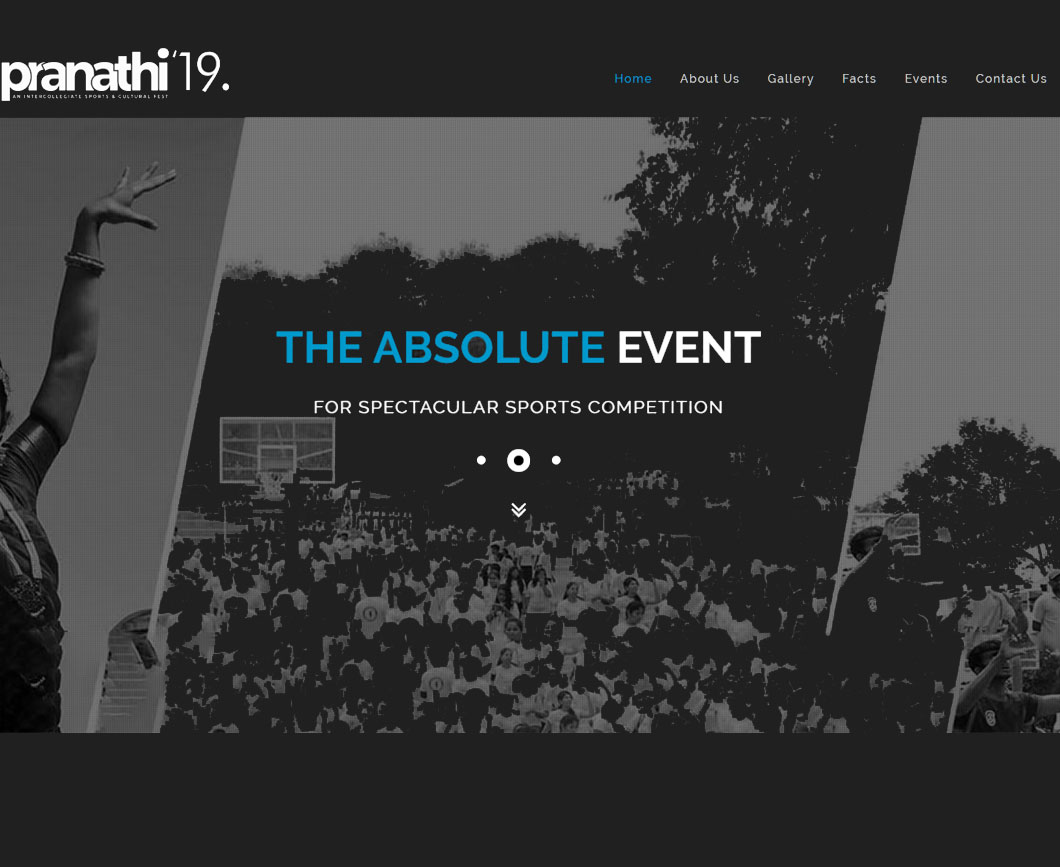 pranathi '19.
AN INTERCOLLEGIATE SPORTS & CULTURAL FEST
Home About Us Gallery Facts Events Contact Us
THE ABSOLUTE EVENT
FOR SPECTACULAR SPORTS COMPETITION